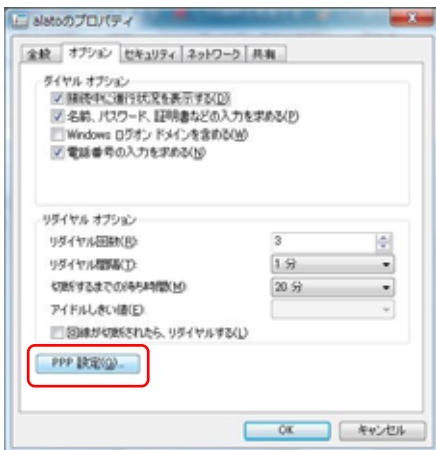 alatoのプロパティ
全般 オプション セキュリティ ネットワーク 共有
ダイヤル オプション
接続中に進行状況を表示する(D)
名前、パスワード、証明書などの入力を求める(P)
Windows ログオン ドメインを含める(W)
電話番号の入力を求める(N)
リダイヤル オプション
リダイヤル回数(R): 3
リダイヤル間隔(T): 1 分
切断するまでの待ち時間(M): 20 分
アイドルしきい値(E):
回線が切断されたら、リダイヤルする(L)
PPP 設定(G)...
OK キャンセル